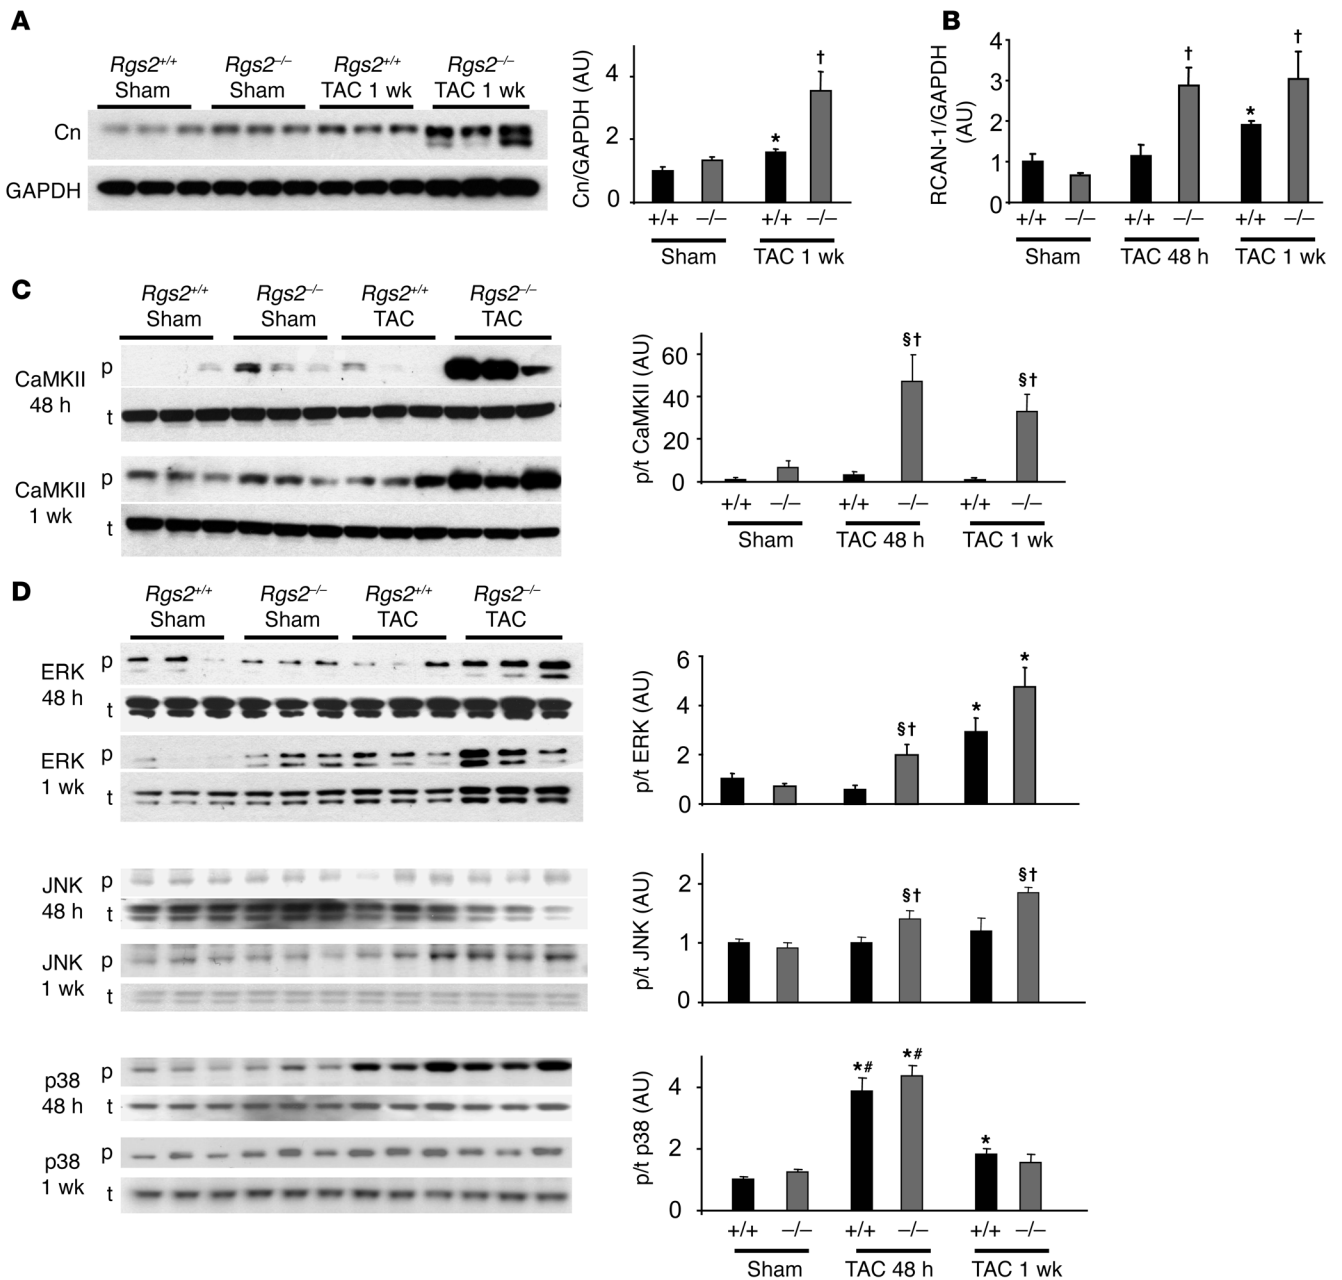 A
Rgs2+/+ Rgs2–/– Rgs2+/+ Rgs2–/–
Sham Sham TAC 1 wk TAC 1 wk
Cn
GAPDH
Cn/GAPDH (AU)
4
2
0
*
†
+/+ –/– +/+ –/–
Sham TAC 1 wk
B
RCAN-1/GAPDH
(AU)
4
3
2
1
0
†
*
†
+/+ –/– +/+ –/– +/+ –/–
Sham TAC 48 h TAC 1 wk
C
Rgs2+/+ Rgs2–/– Rgs2+/+ Rgs2–/–
Sham Sham TAC TAC
CaMKII
48 h
p
t
CaMKII
1 wk
p
t
p/t CaMKII (AU)
60
40
20
0
§†
§†
+/+ –/– +/+ –/– +/+ –/–
Sham TAC 48 h TAC 1 wk
D
Rgs2+/+ Rgs2–/– Rgs2+/+ Rgs2–/–
Sham Sham TAC TAC
ERK
48 h
p
t
ERK
1 wk
p
t
p/t ERK (AU)
6
4
2
0
§†
*
*
JNK
48 h
p
t
JNK
1 wk
p
t
p/t JNK (AU)
2
1
0
§†
§†
p38
48 h
p
t
p38
1 wk
p
t
p/t p38 (AU)
4
2
0
*#
*#
*
+/+ –/– +/+ –/– +/+ –/–
Sham TAC 48 h TAC 1 wk